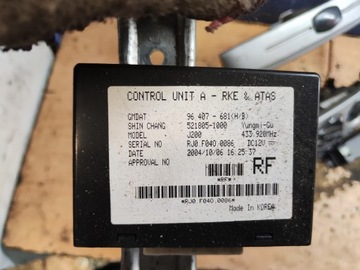 CONTROL UNIT A - RKE & ATAS
GMDAT 96 407 - 681(H/B)
SHIN CHANG 521805-1000 Yungmi-Gu
MODEL J200 433.920MHz
SERIAL NO RJ0 F040.0086 DC12V
DATE 2004/10/06 16:25:37
APPROVAL NO
RF
*RF*
*RJ0 F040.0086*
Made In KOREA